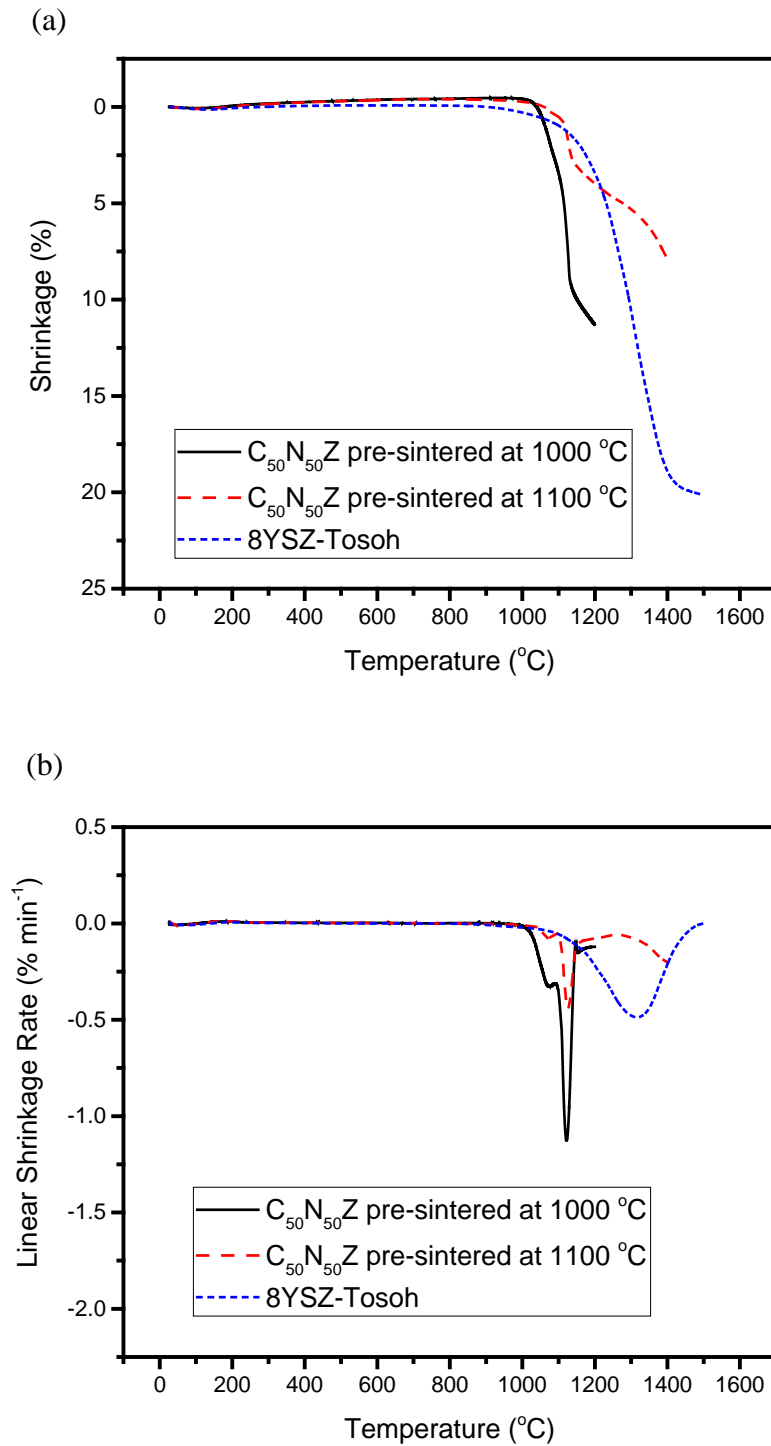 (a)
0
5
10
15
20
25
Shrinkage (%)
C₅₀N₅₀Z pre-sintered at 1000 °C
C₅₀N₅₀Z pre-sintered at 1100 °C
8YSZ-Tosoh
0 200 400 600 800 1000 1200 1400 1600
Temperature (°C)
(b)
0.5
0.0
-0.5
-1.0
-1.5
-2.0
Linear Shrinkage Rate (% min⁻¹)
C₅₀N₅₀Z pre-sintered at 1000 °C
C₅₀N₅₀Z pre-sintered at 1100 °C
8YSZ-Tosoh
0 200 400 600 800 1000 1200 1400 1600
Temperature (°C)